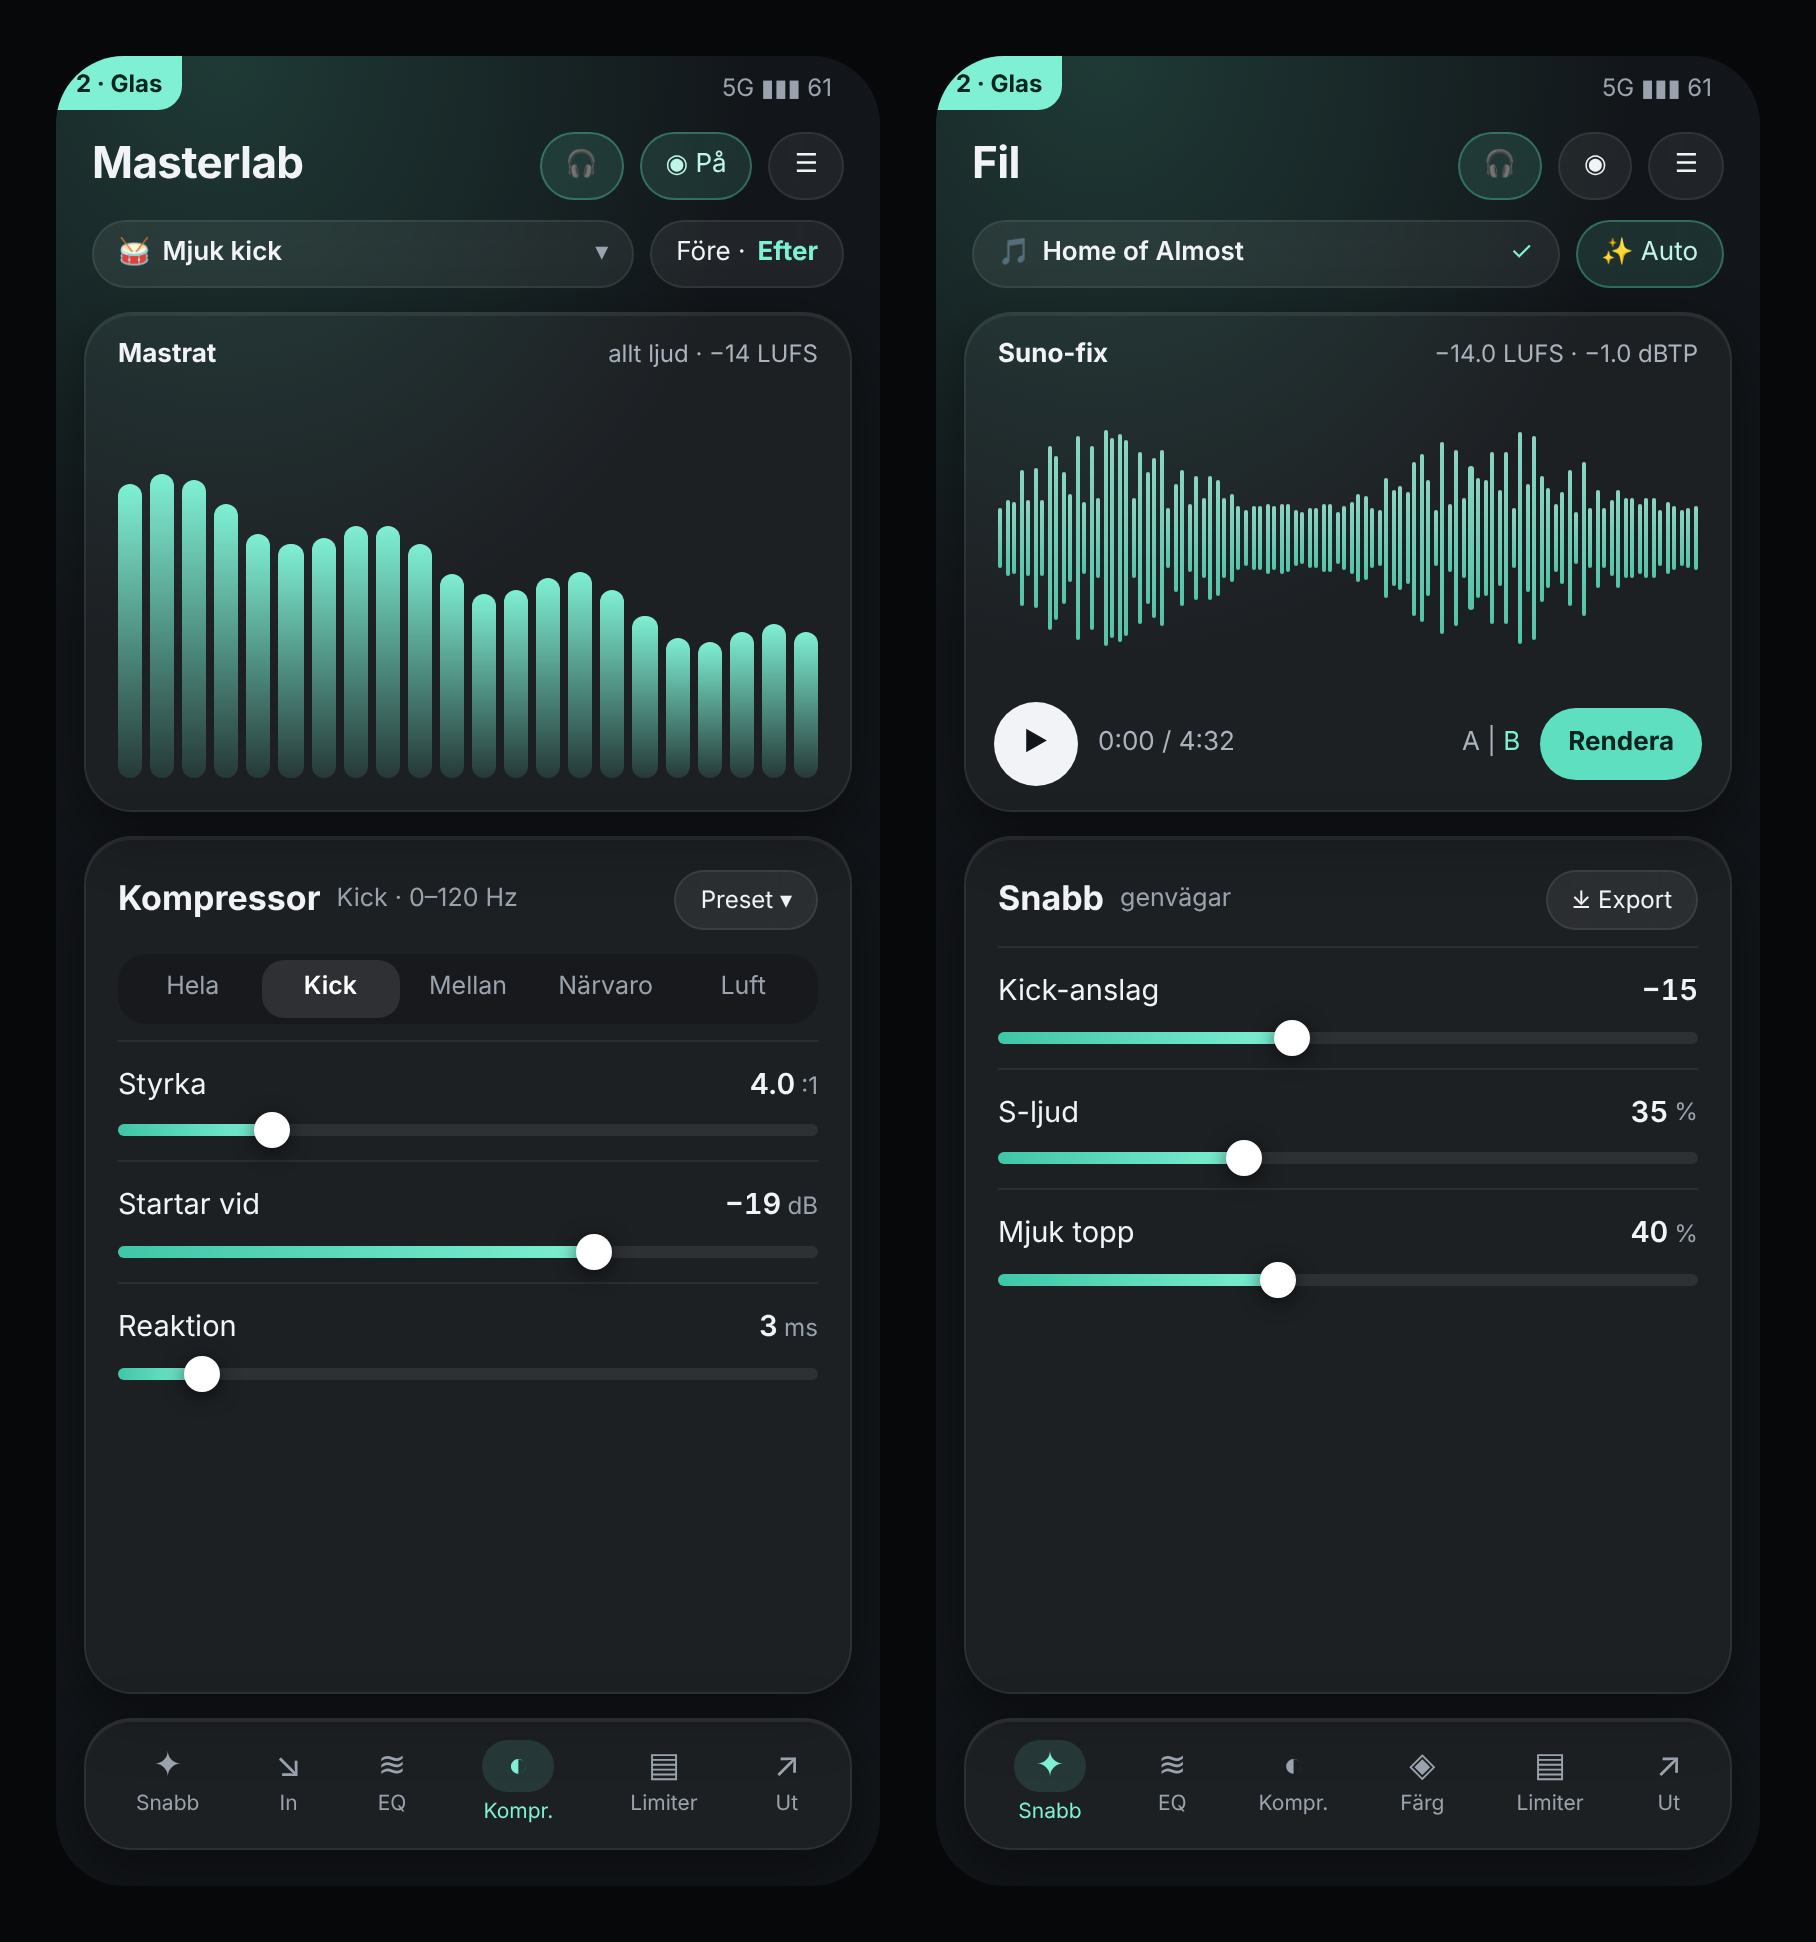 2 · Glas
5G 61
Masterlab
På
Mjuk kick
Före · Efter
Mastrat
allt ljud · −14 LUFS
Kompressor Kick · 0–120 Hz
Preset ▾
Hela Kick Mellan Närvaro Luft
Styrka 4.0 :1
Startar vid −19 dB
Reaktion 3 ms
Snabb In EQ Kompr. Limiter Ut
2 · Glas
5G 61
Fil
Home of Almost ✓
Auto
Suno-fix
−14.0 LUFS · −1.0 dBTP
0:00 / 4:32
A | B
Rendera
Snabb genvägar
Export
Kick-anslag −15
S-ljud 35 %
Mjuk topp 40 %
Snabb EQ Kompr. Färg Limiter Ut